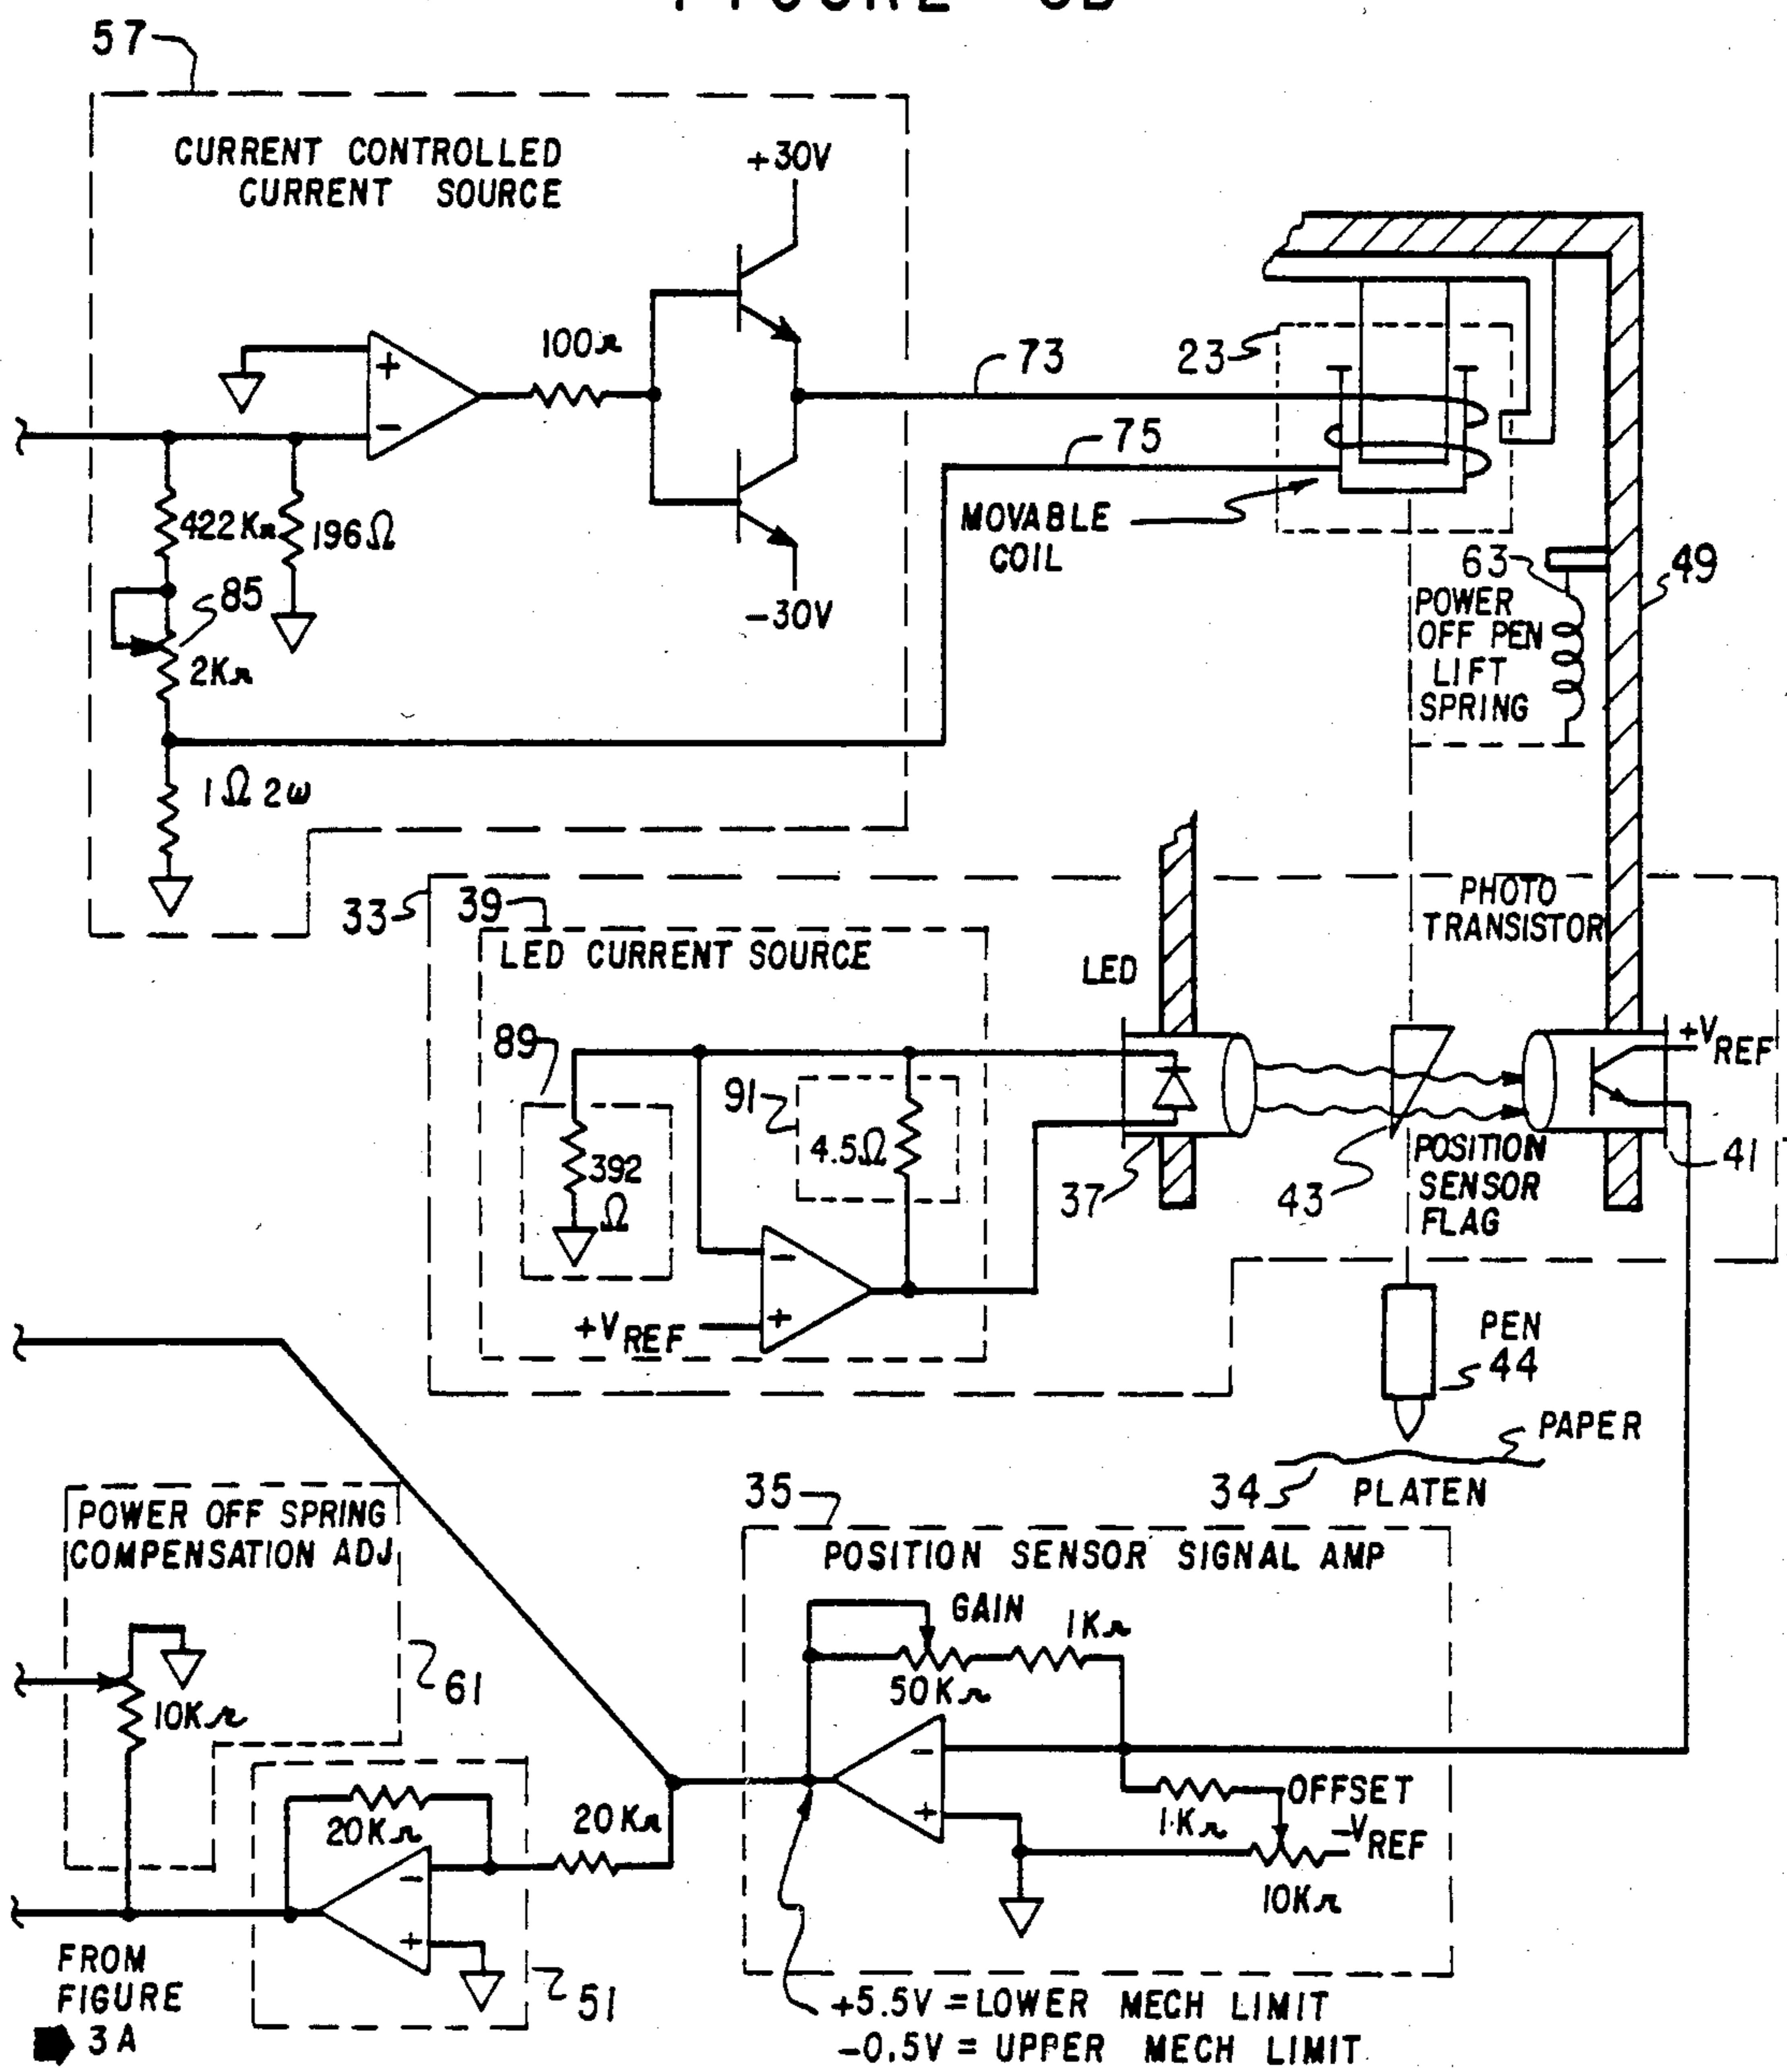 57
CURRENT CONTROLLED
CURRENT SOURCE
+30V
100Ω
+
−
73
23
75
MOVABLE
COIL
422KΩ
196Ω
85
2KΩ
−30V
63
49
POWER
OFF PEN
LIFT
SPRING
1Ω 2W
33
39
LED CURRENT SOURCE
LED
PHOTO
TRANSISTOR
89
91
4.5Ω
392
Ω
−
+
+VREF
37
43
POSITION
SENSOR
FLAG
+VREF
41
PEN
44
PAPER
34
PLATEN
POWER OFF SPRING
COMPENSATION ADJ
10KΩ
61
35
POSITION SENSOR SIGNAL AMP
GAIN
1KΩ
50KΩ
−
+
OFFSET
1KΩ
−VREF
10KΩ
20KΩ
20KΩ
−
+
51
FROM
FIGURE
3A
+5.5V = LOWER MECH LIMIT
−0.5V = UPPER MECH LIMIT